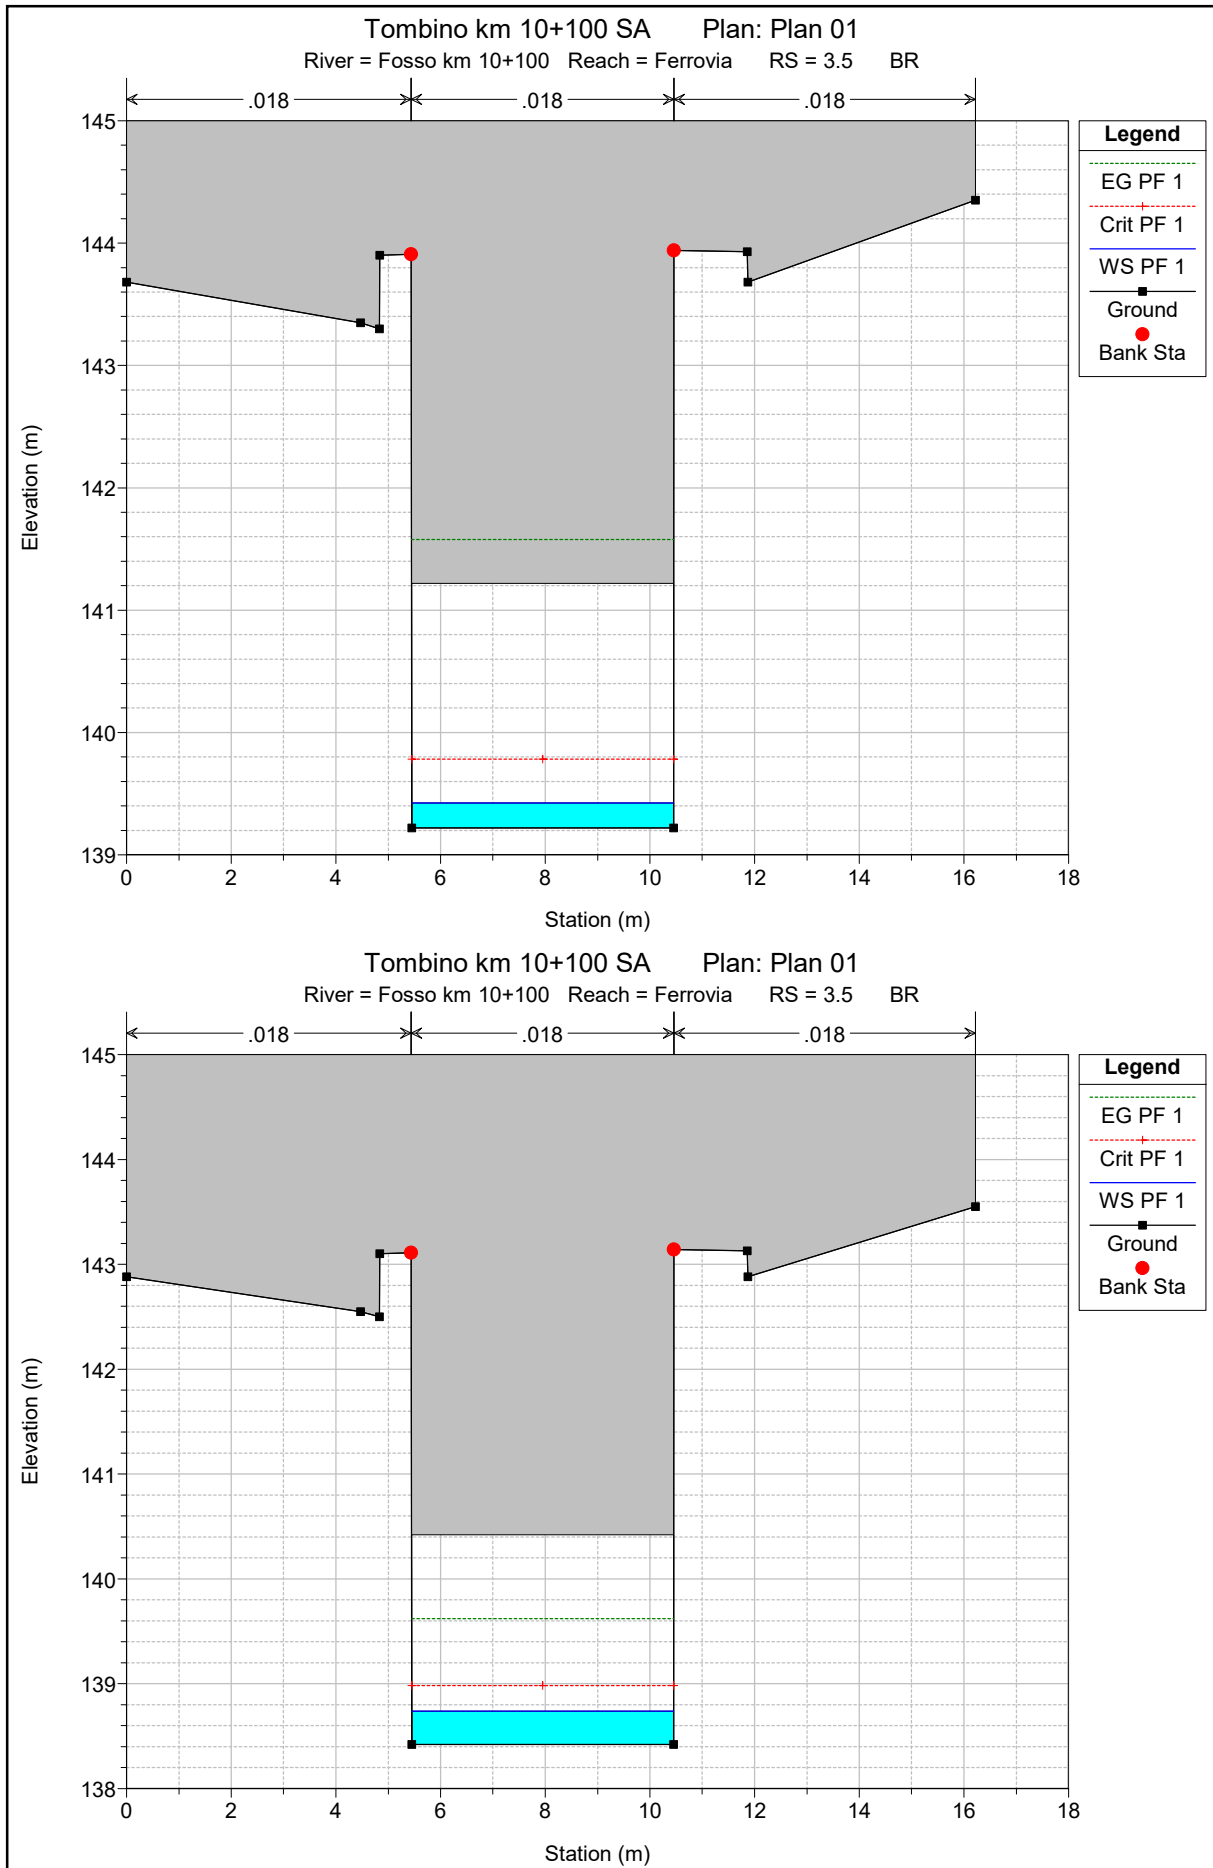 Tombino km 10+100 SA Plan: Plan 01
River = Fosso km 10+100 Reach = Ferrovia RS = 3.5 BR
.018 .018 .018
Legend
EG PF 1
Crit PF 1
WS PF 1
Ground
Bank Sta
145
144
143
142
141
140
139
Elevation (m)
0 2 4 6 8 10 12 14 16 18
Station (m)
Tombino km 10+100 SA Plan: Plan 01
River = Fosso km 10+100 Reach = Ferrovia RS = 3.5 BR
.018 .018 .018
Legend
EG PF 1
Crit PF 1
WS PF 1
Ground
Bank Sta
145
144
143
142
141
140
139
138
Elevation (m)
0 2 4 6 8 10 12 14 16 18
Station (m)